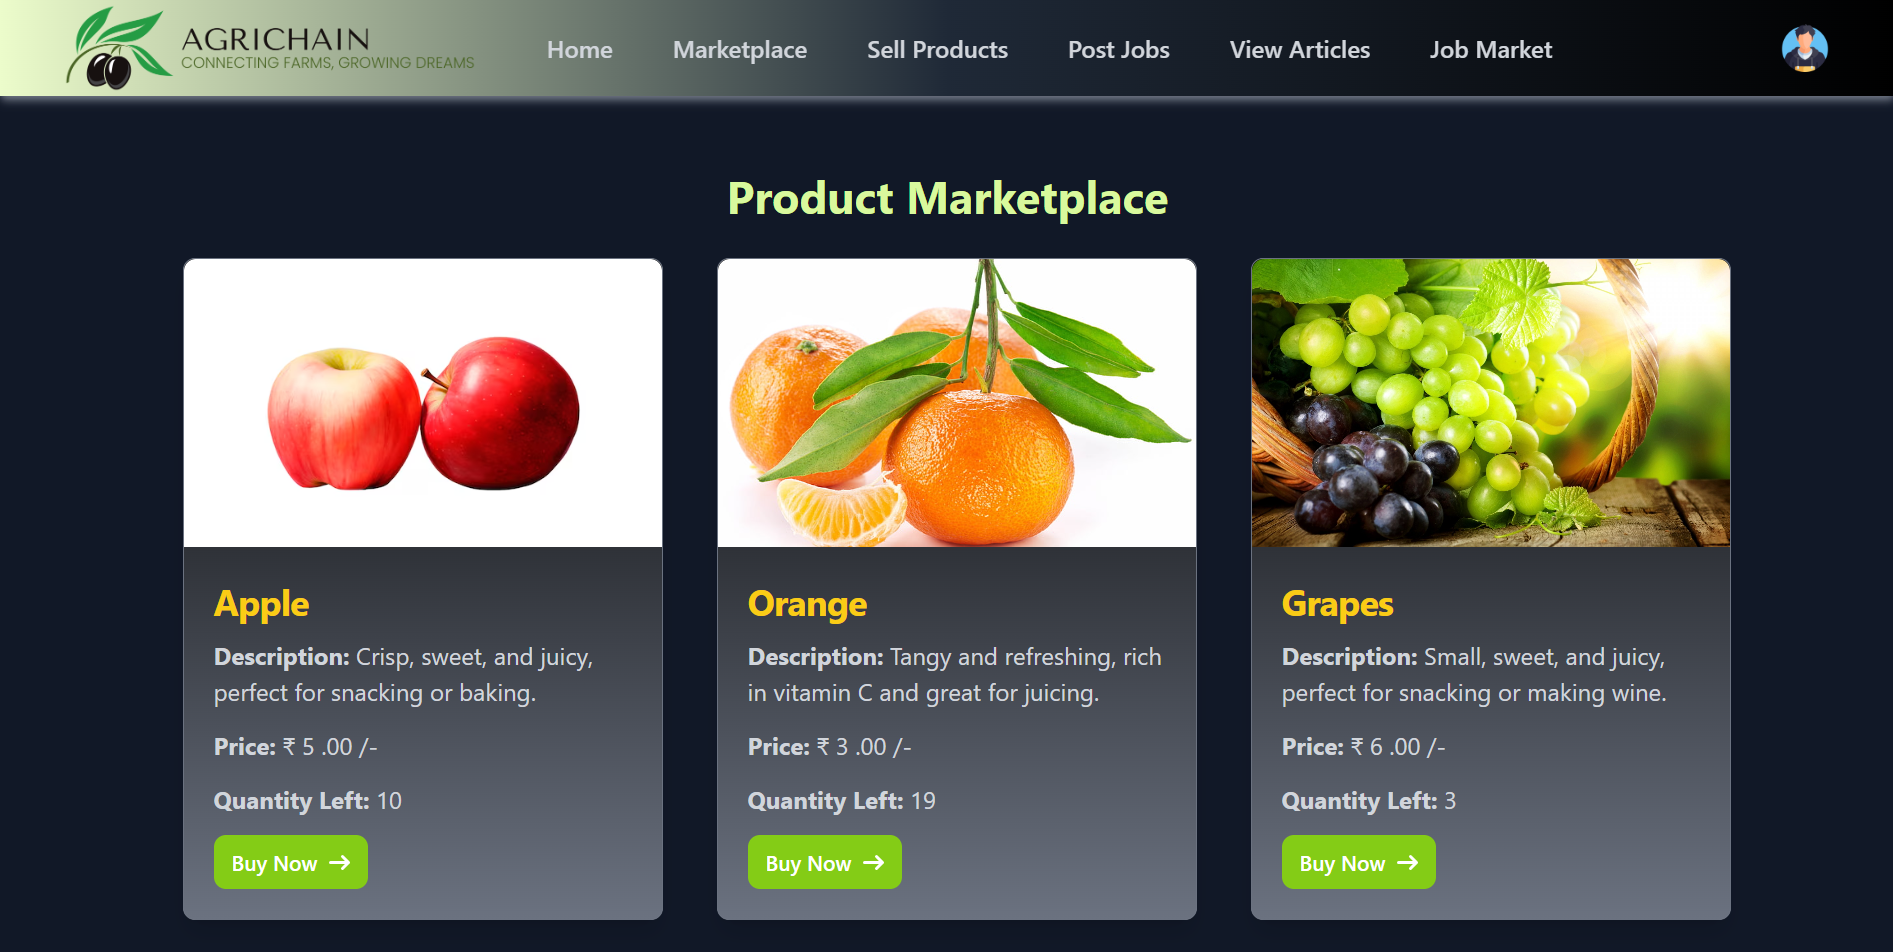 AGRICHAIN
CONNECTING FARMS, GROWING DREAMS
Home
Marketplace
Sell Products
Post Jobs
View Articles
Job Market
Product Marketplace
Apple
Description: Crisp, sweet, and juicy,
perfect for snacking or baking.
Price: ₹ 5 .00 /-
Quantity Left: 10
Buy Now →
Orange
Description: Tangy and refreshing, rich
in vitamin C and great for juicing.
Price: ₹ 3 .00 /-
Quantity Left: 19
Buy Now →
Grapes
Description: Small, sweet, and juicy,
perfect for snacking or making wine.
Price: ₹ 6 .00 /-
Quantity Left: 3
Buy Now →